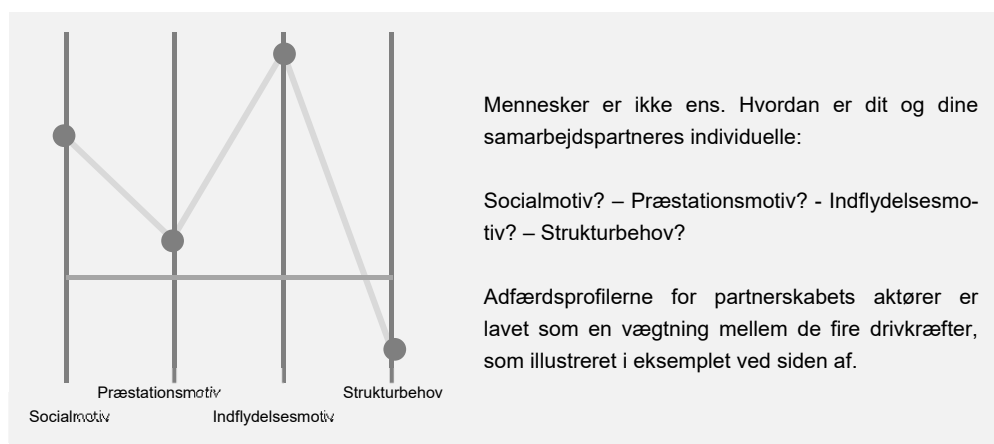 Mennesker er ikke ens. Hvordan er dit og dine
samarbejdspartneres individuelle:
Socialmotiv? – Præstationsmotiv? - Indflydelsesmo-
tiv? – Strukturbehov?
Adfærdsprofilerne for partnerskabets aktører er
lavet som en vægtning mellem de fire drivkræfter,
som illustreret i eksemplet ved siden af.
Præstationsmotiv
Strukturbehov
Socialmotiv
Indflydelsesmotiv